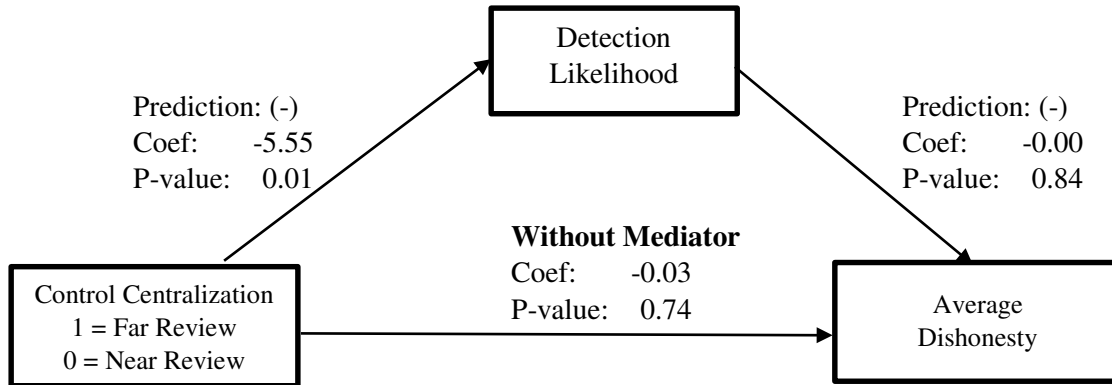 Detection
Likelihood
Prediction: (-)
Coef: -5.55
P-value: 0.01
Prediction: (-)
Coef: -0.00
P-value: 0.84
Without Mediator
Coef: -0.03
P-value: 0.74
Control Centralization
1 = Far Review
0 = Near Review
Average
Dishonesty